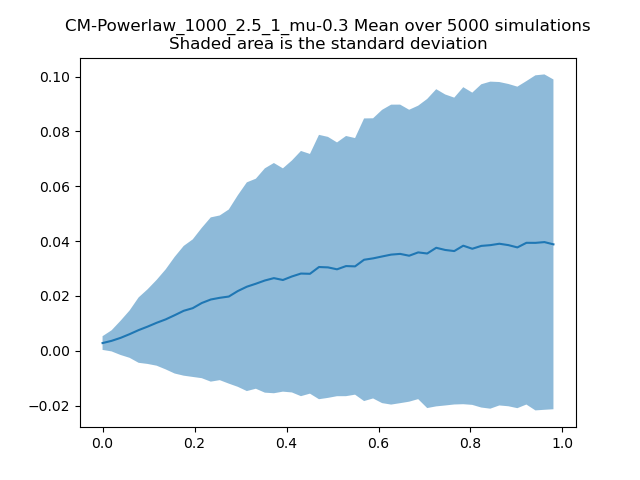 CM-Powerlaw_1000_2.5_1_mu-0.3 Mean over 5000 simulations
Shaded area is the standard deviation
0.10
0.08
0.06
0.04
0.02
0.00
−0.02
0.0 0.2 0.4 0.6 0.8 1.0